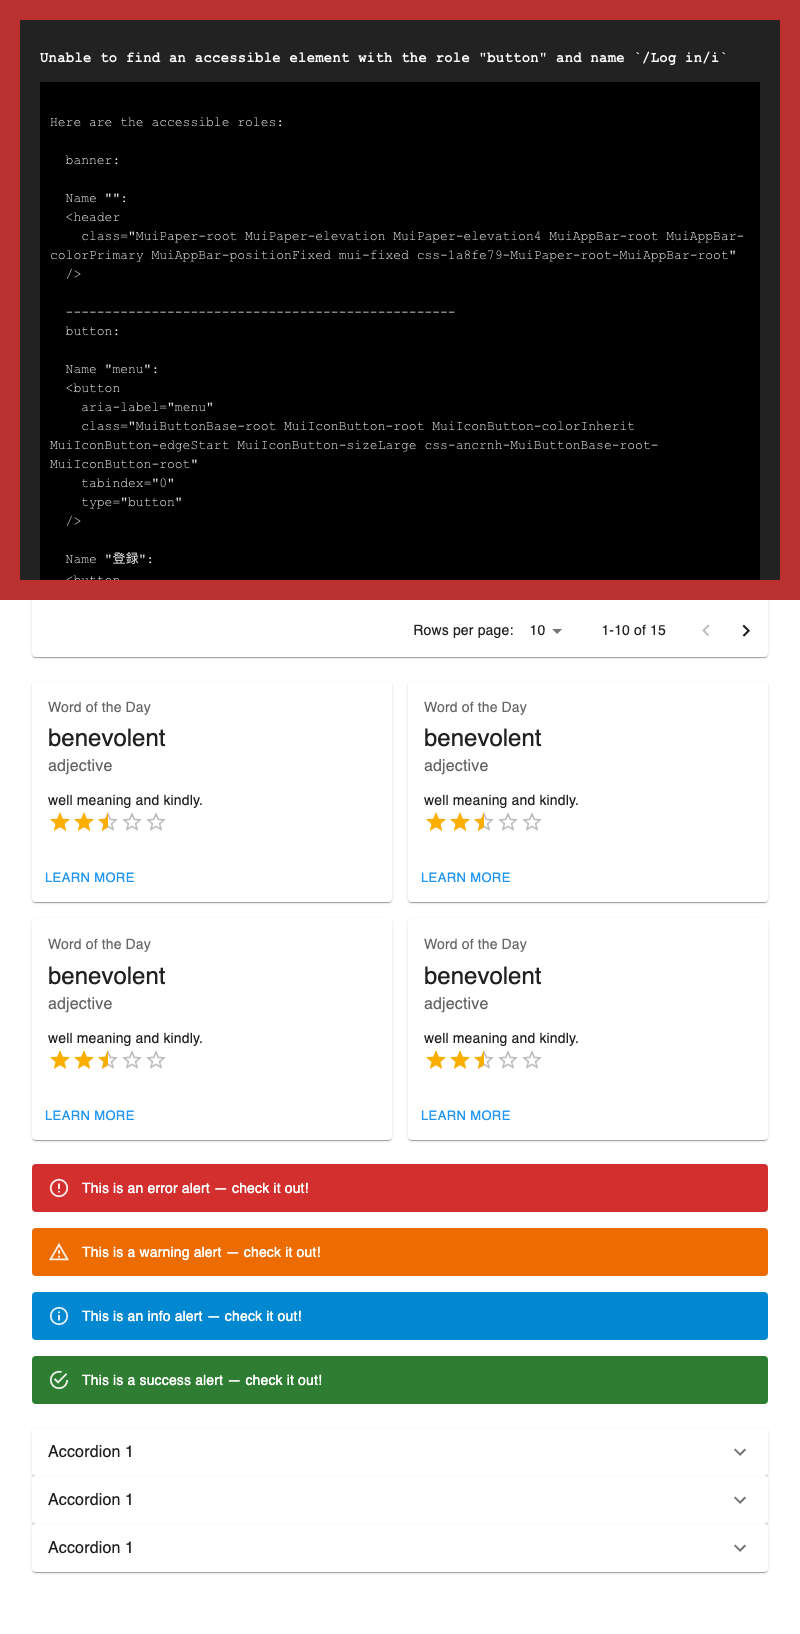 Unable to find an accessible element with the role "button" and name `/Log in/i`
Here are the accessible roles:
banner:
Name "":
<header
class="MuiPaper-root MuiPaper-elevation MuiPaper-elevation4 MuiAppBar-root MuiAppBar-
colorPrimary MuiAppBar-positionFixed mui-fixed css-1a8fe79-MuiPaper-root-MuiAppBar-root"
/>
--------------------------------------------------
button:
Name "menu":
<button
aria-label="menu"
class="MuiButtonBase-root MuiIconButton-root MuiIconButton-colorInherit
MuiIconButton-edgeStart MuiIconButton-sizeLarge css-ancrnh-MuiButtonBase-root-
MuiIconButton-root"
tabindex="0"
type="button"
/>
Name "登録":
<button
Rows per page: 10 1-10 of 15
Word of the Day
benevolent
adjective
well meaning and kindly.
LEARN MORE
Word of the Day
benevolent
adjective
well meaning and kindly.
LEARN MORE
Word of the Day
benevolent
adjective
well meaning and kindly.
LEARN MORE
Word of the Day
benevolent
adjective
well meaning and kindly.
LEARN MORE
This is an error alert — check it out!
This is a warning alert — check it out!
This is an info alert — check it out!
This is a success alert — check it out!
Accordion 1
Accordion 1
Accordion 1